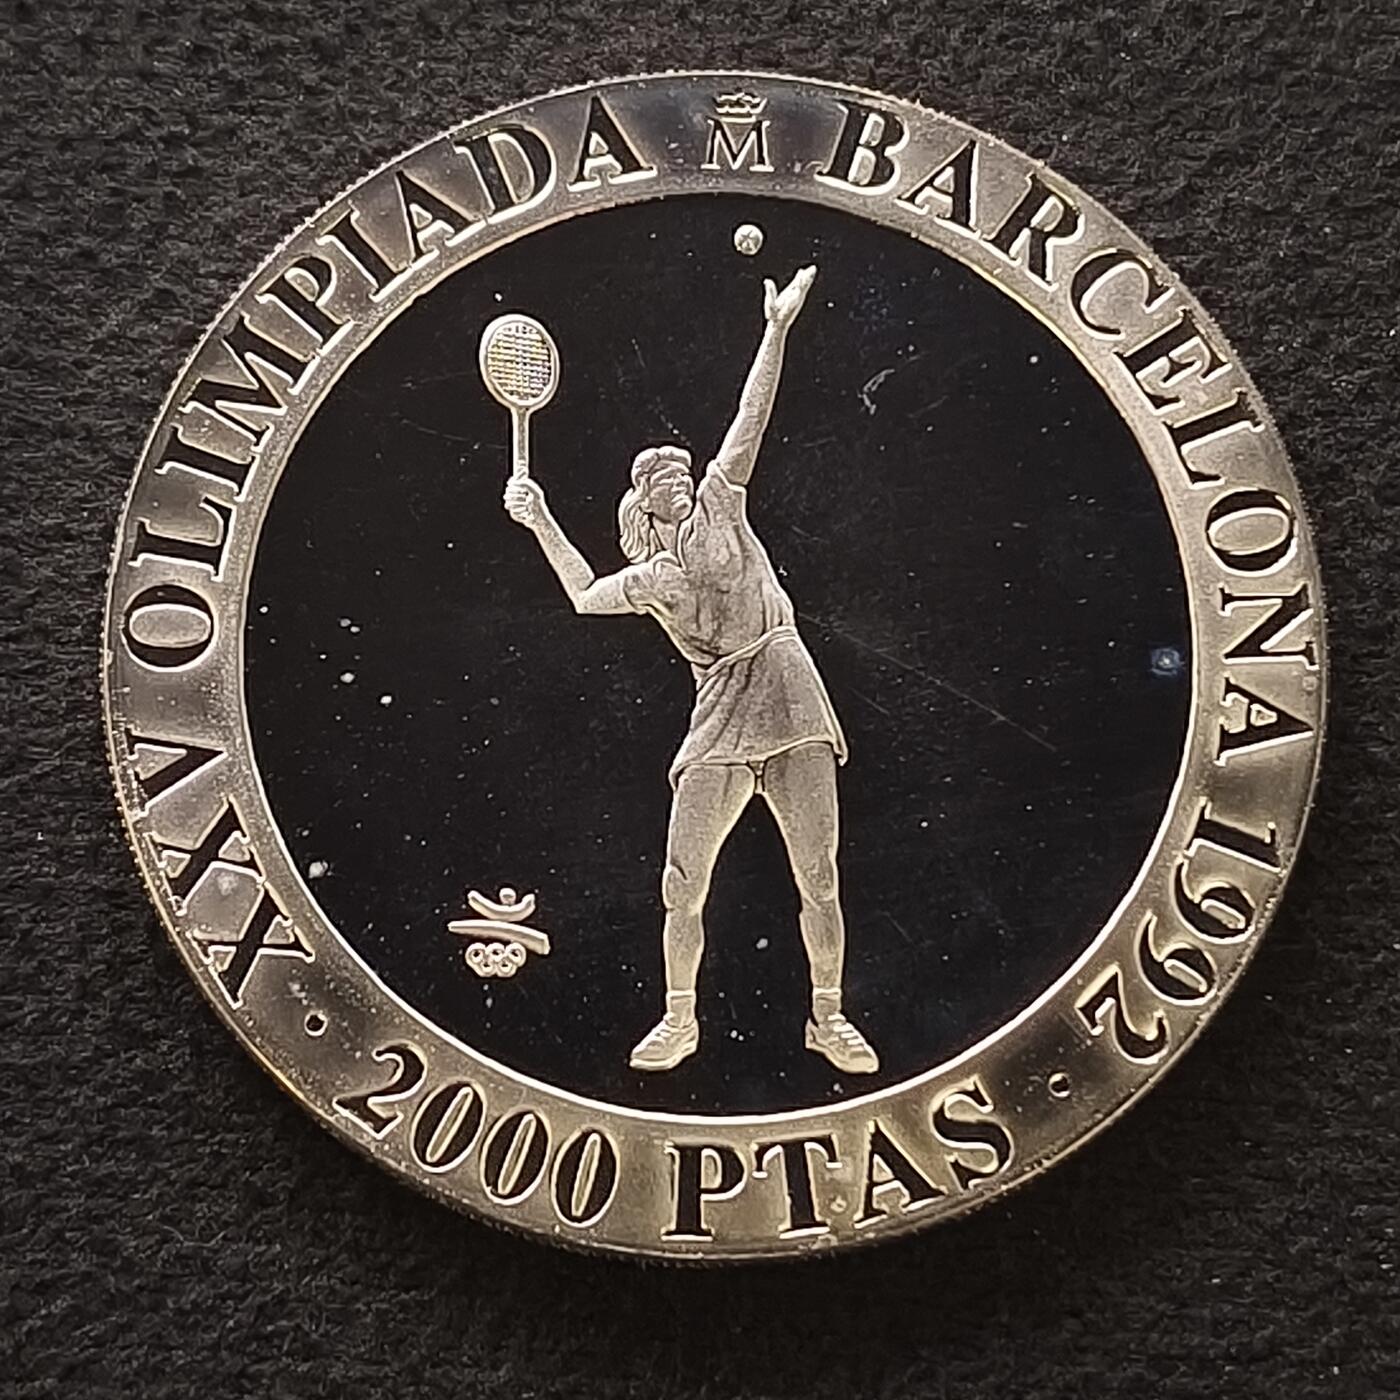 XXV OLIMPIADA M BARCELONA 1992
· 2000 PTAS ·